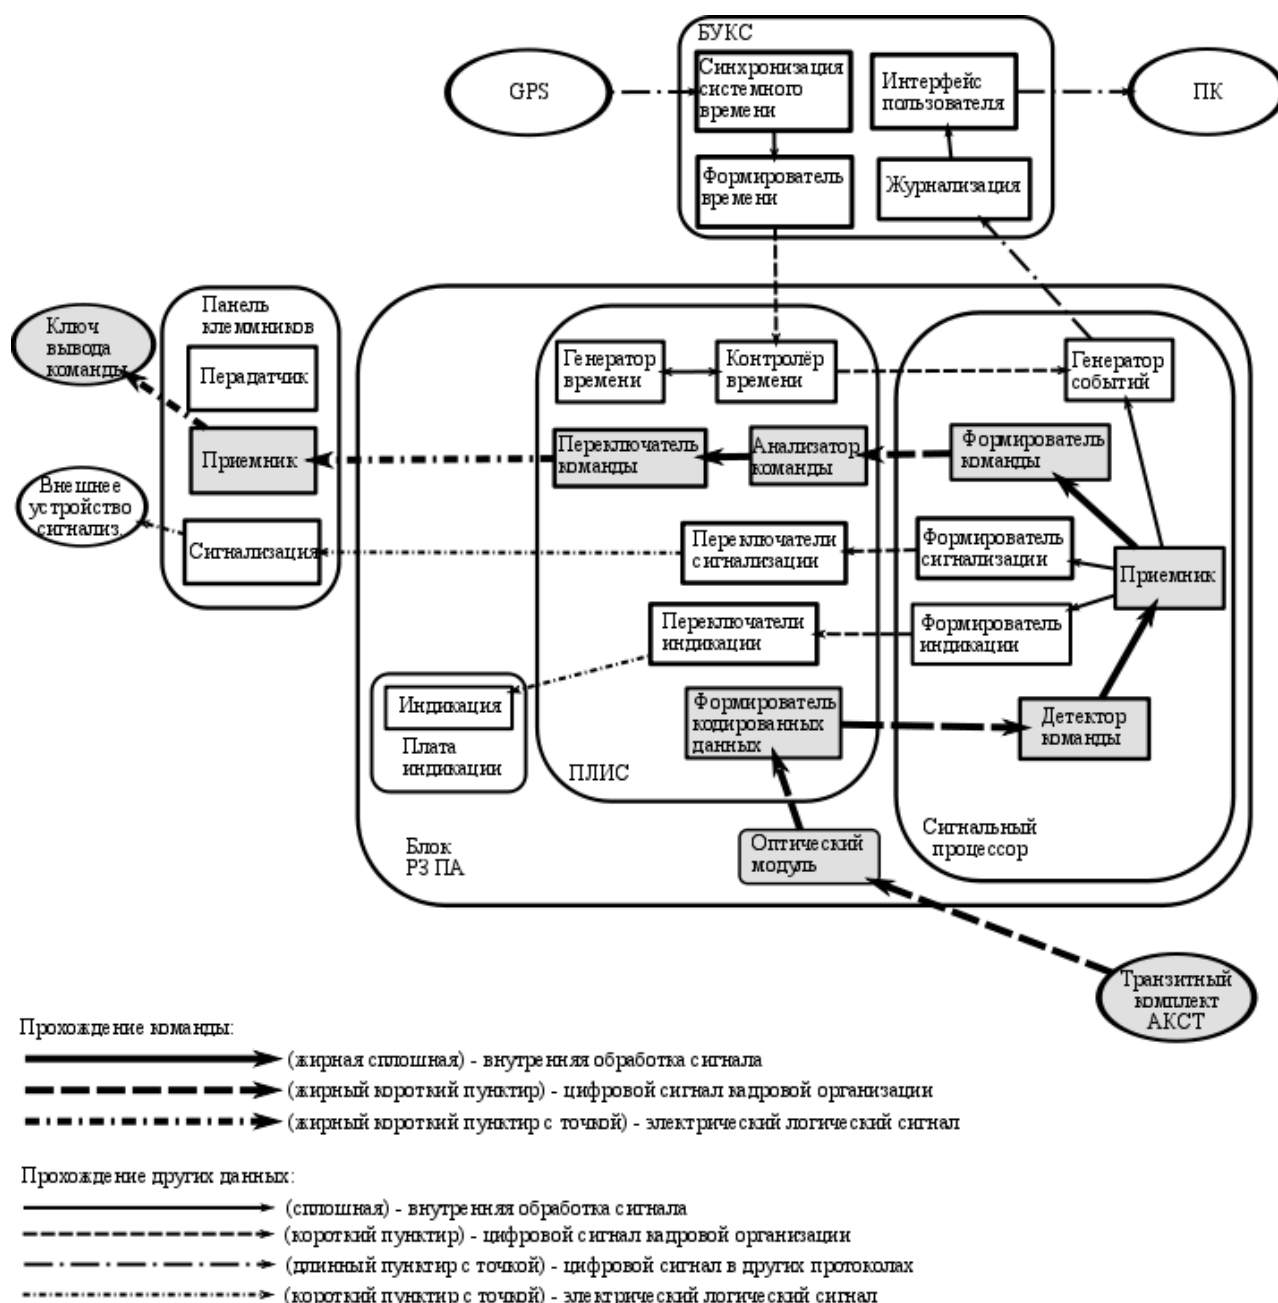 БУКС
GPS
Синхронизация
системного
времени
Интерфейс
пользователя
ПК
Формирователь
времени
Журнализация
Панель
клеммников
Ключ
вывода
команды
Перадатчик
Генератор
времени
Контролёр
времени
Генератор
событий
Приемник
Переключатель
команды
Анализатор
команды
Формирователь
команды
Внешнее
устройство
сигнализ.
Сигнализация
Переключатели
сигнализации
Формирователь
сигнализации
Приемник
Переключатели
индикации
Формирователь
индикации
Индикация
Плата
индикации
Формирователь
кодированных
данных
Детектор
команды
ПЛИС
Блок
РЗ ПА
Оптический
модуль
Сигнальный
процессор
Транзитный
комплект
АКСТ
Прохождение команды:
(жирная сплошная) - внутренняя обработка сигнала
(жирный короткий пунктир) - цифровой сигнал кадровой организации
(жирный короткий пунктир с точкой) - электрический логический сигнал
Прохождение других данных:
(сплошная) - внутренняя обработка сигнала
(короткий пунктир) - цифровой сигнал кадровой организации
(длинный пунктир с точкой) - цифровой сигнал в других протоколах
(короткий пунктир с точкой) - электрический логический сигнал